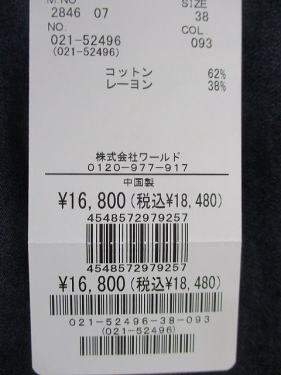 M.NO SIZE
2846 07 38
NO. COL
021-52496 093
(021-52496)
コットン 62%
レーヨン 38%
株式会社ワールド
0120-977-917
中国製
¥16,800(税込¥18,480)
4548572979257
4548572979257
¥16,800(税込¥18,480)
021-52496-38-093
(021-52496)